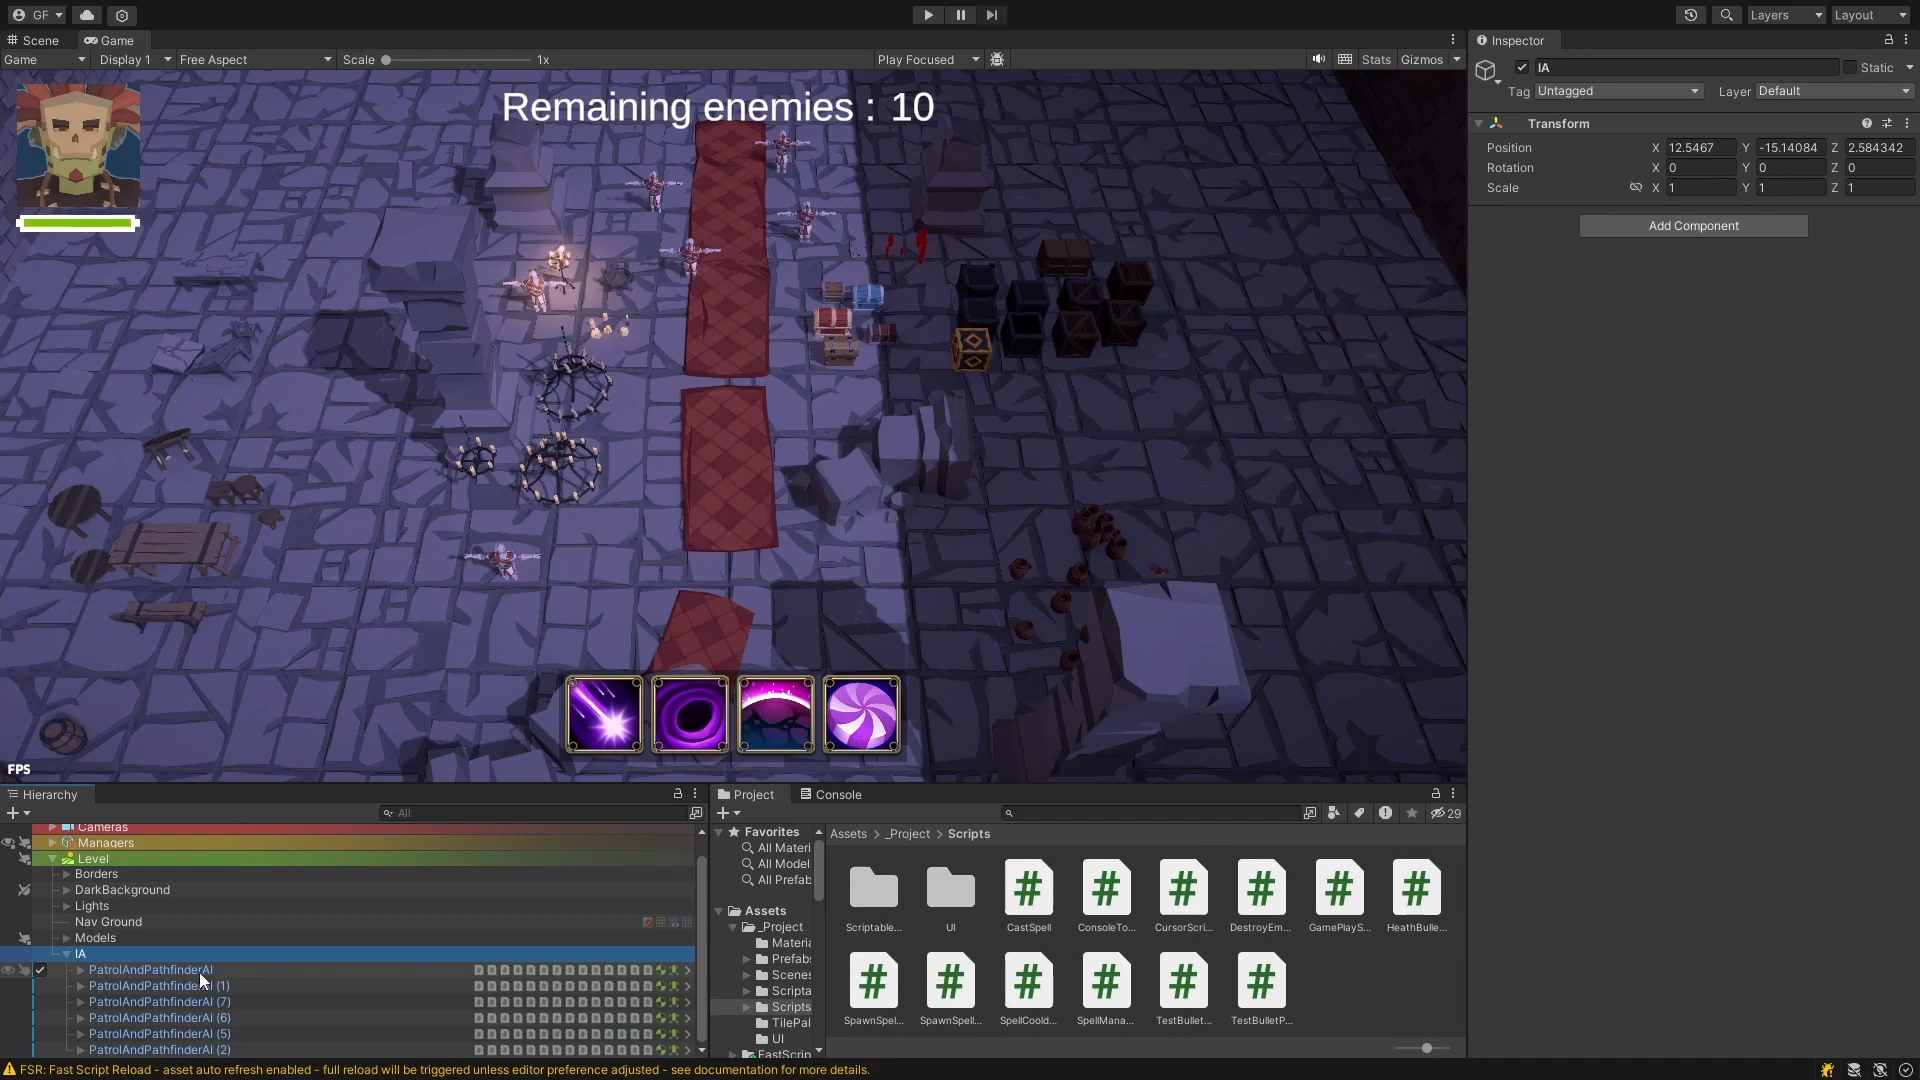 GF
Layers
Layout
Scene
Game
Inspector
Game
Display 1
Free Aspect
Scale
1x
Play Focused
Stats
Gizmos
IA
Static
Tag
Untagged
Layer
Default
Transform
Position
X 12.5467
Y -15.14084
Z 2.584342
Rotation
X 0
Y 0
Z 0
Scale
X 1
Y 1
Z 1
Add Component
Remaining enemies : 10
FPS
Hierarchy
All
Cameras
Managers
Level
Borders
DarkBackground
Lights
Nav Ground
Models
IA
PatrolAndPathfinderAI
PatrolAndPathfinderAI (1)
PatrolAndPathfinderAI (7)
PatrolAndPathfinderAI (6)
PatrolAndPathfinderAI (5)
PatrolAndPathfinderAI (2)
Project
Console
29
Favorites
All Materi
All Model
All Prefab
Assets
_Project
Materia
Prefabs
Scenes
Scripta
Scripts
TilePal
UI
FastScrip
Assets > _Project > Scripts
Scriptable...
UI
CastSpell
ConsoleTo...
CursorScri...
DestroyEm...
GamePlayS...
HeathBulle...
SpawnSpel...
SpawnSpell...
SpellCoold...
SpellMana...
TestBullet...
TestBulletP...
FSR: Fast Script Reload - asset auto refresh enabled - full reload will be triggered unless editor preference adjusted - see documentation for more details.